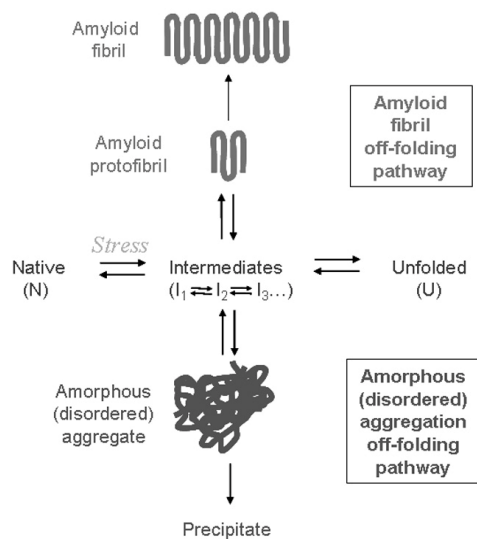 Amyloid
fibril
Amyloid
protofibril
Amyloid
fibril
off-folding
pathway
Stress
Native
(N)
Intermediates
(I1 I2 I3...)
Unfolded
(U)
Amorphous
(disordered)
aggregate
Amorphous
(disordered)
aggregation
off-folding
pathway
Precipitate